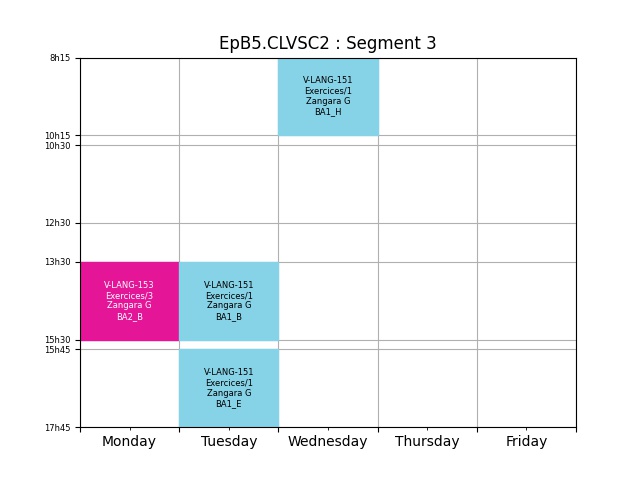 EpB5.CLVSC2 : Segment 3
8h15
V-LANG-151
Exercices/1
Zangara G
BA1_H
10h15
10h30
12h30
13h30
V-LANG-153
Exercices/3
Zangara G
BA2_B
V-LANG-151
Exercices/1
Zangara G
BA1_B
15h30
15h45
V-LANG-151
Exercices/1
Zangara G
BA1_E
17h45
Monday
Tuesday
Wednesday
Thursday
Friday